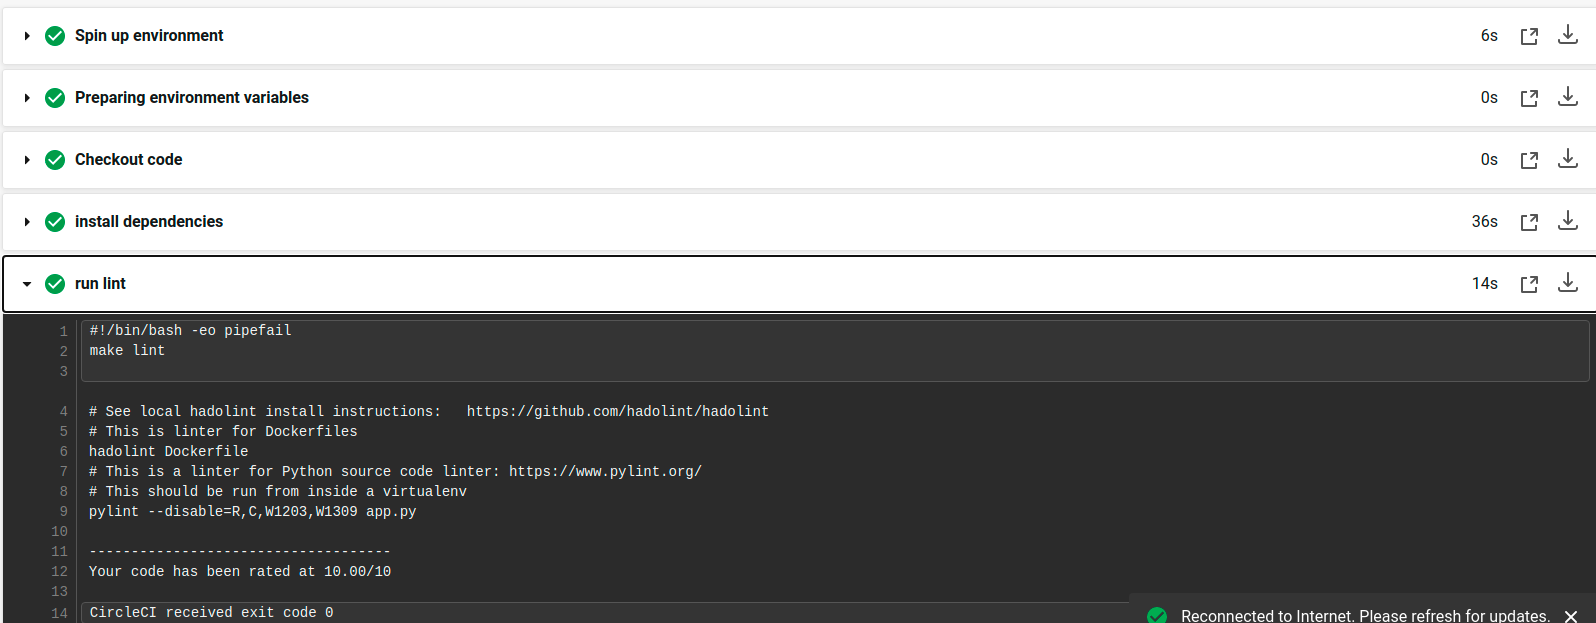 Spin up environment 6s
Preparing environment variables 0s
Checkout code 0s
install dependencies 36s
run lint 14s
1 #!/bin/bash -eo pipefail
2 make lint
3
4 # See local hadolint install instructions:   https://github.com/hadolint/hadolint
5 # This is linter for Dockerfiles
6 hadolint Dockerfile
7 # This is a linter for Python source code linter: https://www.pylint.org/
8 # This should be run from inside a virtualenv
9 pylint --disable=R,C,W1203,W1309 app.py
10
11 ------------------------------------
12 Your code has been rated at 10.00/10
13
14 CircleCI received exit code 0
Reconnected to Internet. Please refresh for updates.